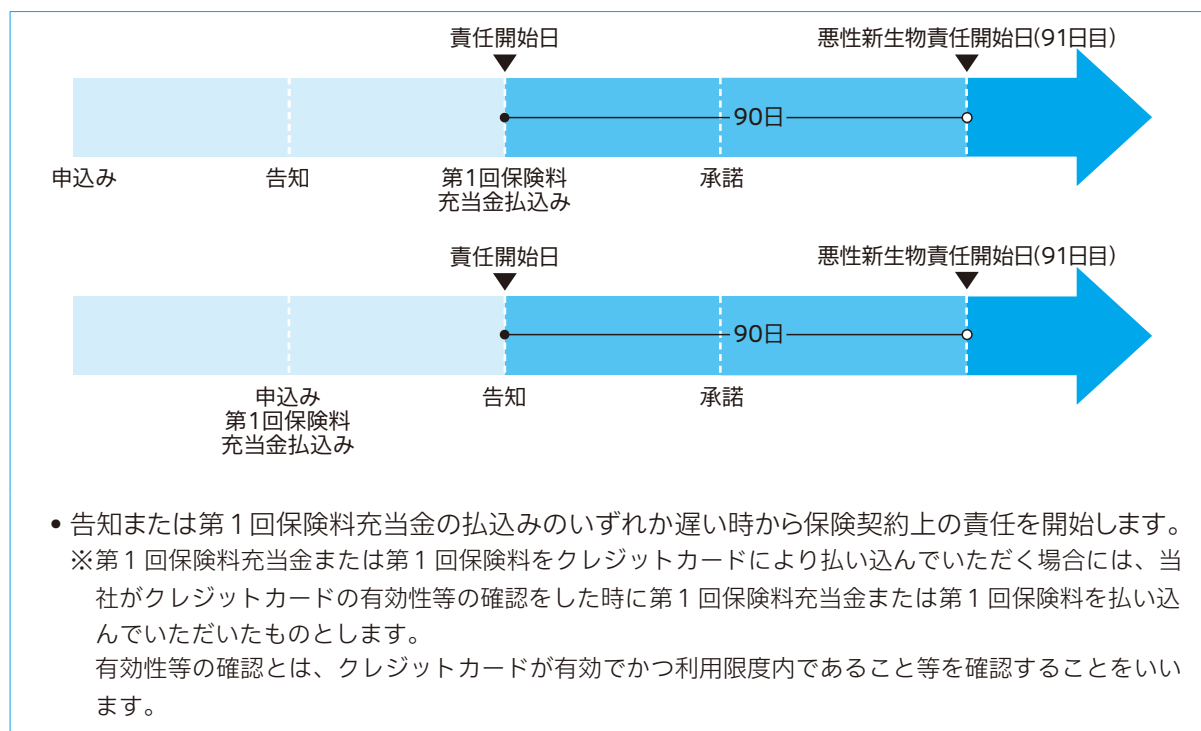 責任開始日
悪性新生物責任開始日(91日目)
90日
申込み
告知
第1回保険料
充当金払込み
承諾
責任開始日
悪性新生物責任開始日(91日目)
90日
申込み
第1回保険料
充当金払込み
告知
承諾
•告知または第1回保険料充当金の払込みのいずれか遅い時から保険契約上の責任を開始します。
※第1回保険料充当金または第1回保険料をクレジットカードにより払い込んでいただく場合には、当
社がクレジットカードの有効性等の確認をした時に第1回保険料充当金または第1回保険料を払い込
んでいただいたものとします。
有効性等の確認とは、クレジットカードが有効でかつ利用限度内であること等を確認することをいい
ます。